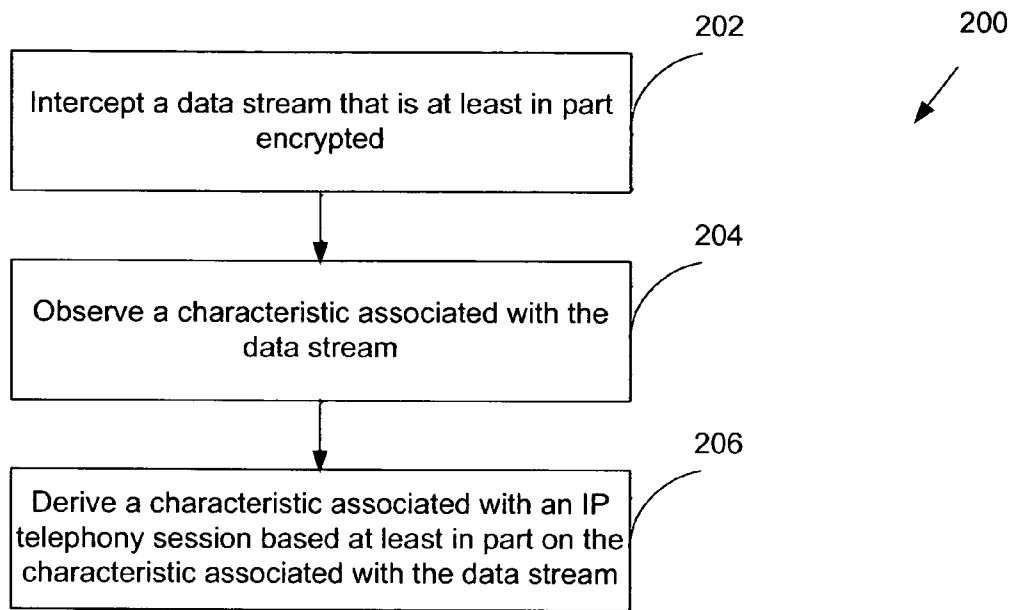 202
200
Intercept a data stream that is at least in part
encrypted
204
Observe a characteristic associated with the
data stream
206
Derive a characteristic associated with an IP
telephony session based at least in part on the
characteristic associated with the data stream